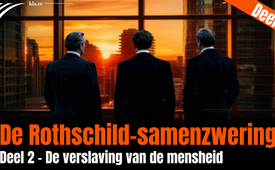 kla.tv
Deel
De Rothschild-samenzwering
Deel 2 - De verslaving van de mensheid